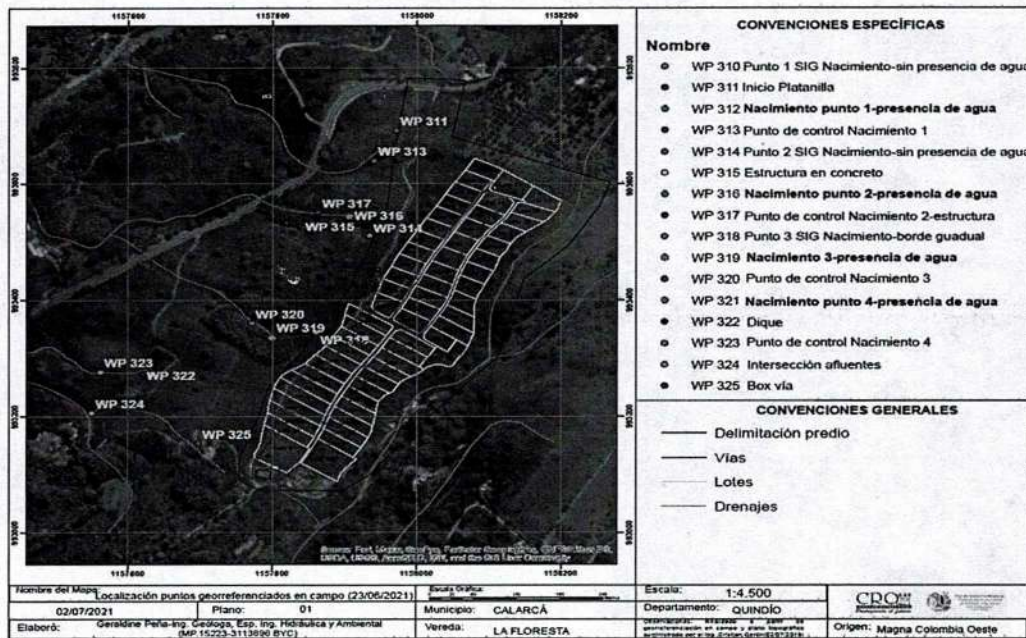 1157600 1157800 1158000 1158200
WP 311
WP 313
WP 317
WP 316
WP 315
WP 314
WP 320
WP 319
WP 318
WP 323
WP 322
WP 324
WP 325
1157600 1157800 1158000 1158200
CONVENCIONES ESPECÍFICAS
Nombre
WP 310 Punto 1 SIG Nacimiento-sin presencia de agua
WP 311 Inicio Platanilla
WP 312 Nacimiento punto 1-presencia de agua
WP 313 Punto de control Nacimiento 1
WP 314 Punto 2 SIG Nacimiento-sin presencia de agua
WP 315 Estructura en concreto
WP 316 Nacimiento punto 2-presencia de agua
WP 317 Punto de control Nacimiento 2-estructura
WP 318 Punto 3 SIG Nacimiento-borde guadual
WP 319 Nacimiento 3-presencia de agua
WP 320 Punto de control Nacimiento 3
WP 321 Nacimiento punto 4-presencia de agua
WP 322 Dique
WP 323 Punto de control Nacimiento 4
WP 324 Intersección afluentes
WP 325 Box vía
CONVENCIONES GENERALES
Delimitación predio
Vías
Lotes
Drenajes
Nombre del Mapa: Localización puntos georreferenciados en campo (23/06/2021)
Escala Gráfica:
Escala: 1:4.500
02/07/2021 Plano: 01 Municipio: CALARCÁ Departamento: QUINDÍO
Elaboró: Geraldine Peña-Ing. Geóloga, Esp. Ing. Hidráulica y Ambiental
Vereda: LA FLORESTA
CRQ
Origen: Magna Colombia Oeste